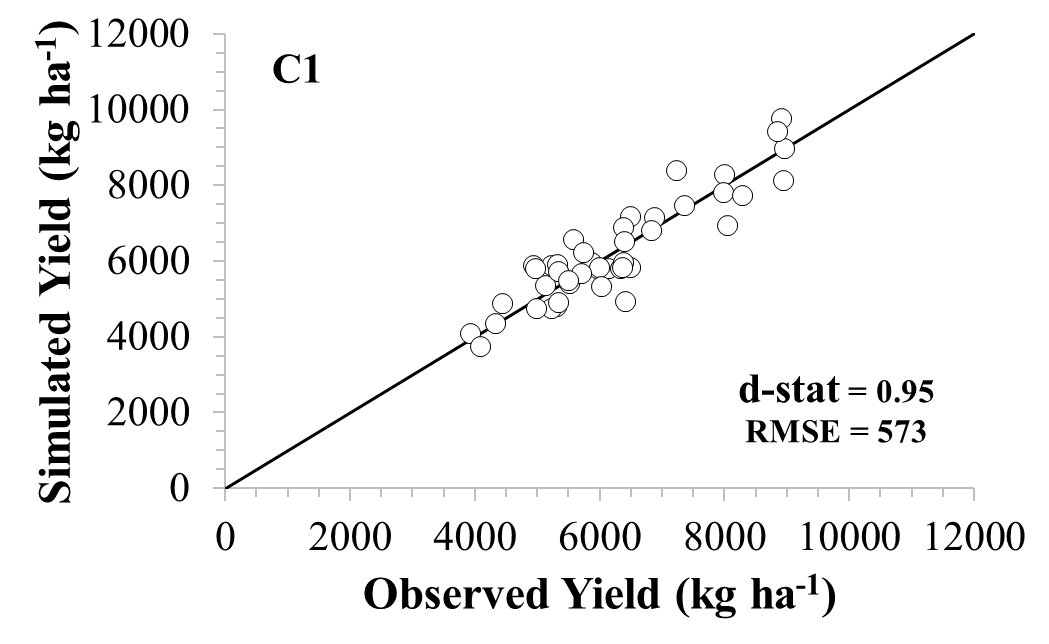 Simulated Yield (kg ha⁻¹)
12000
10000
8000
6000
4000
2000
0
C1
d-stat = 0.95
RMSE = 573
0 2000 4000 6000 8000 10000 12000
Observed Yield (kg ha⁻¹)